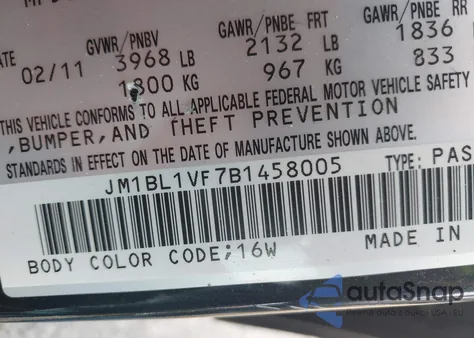 GVWR/PNBV GAWR/PNBE FRT GAWR/PNBE RR
DATE 02/11 3968 LB 2132 LB 1836
1800 KG 967 KG 833
THIS VEHICLE CONFORMS TO ALL APPLICABLE FEDERAL MOTOR VEHICLE SAFETY
,BUMPER,AND THEFT PREVENTION
STANDARDS IN EFFECT ON THE DATE OF MANUFACTURE SHOWN ABOVE.
JM1BL1VF7B1458005 TYPE: PAS
BODY COLOR CODE;16W MADE IN
autoSnap